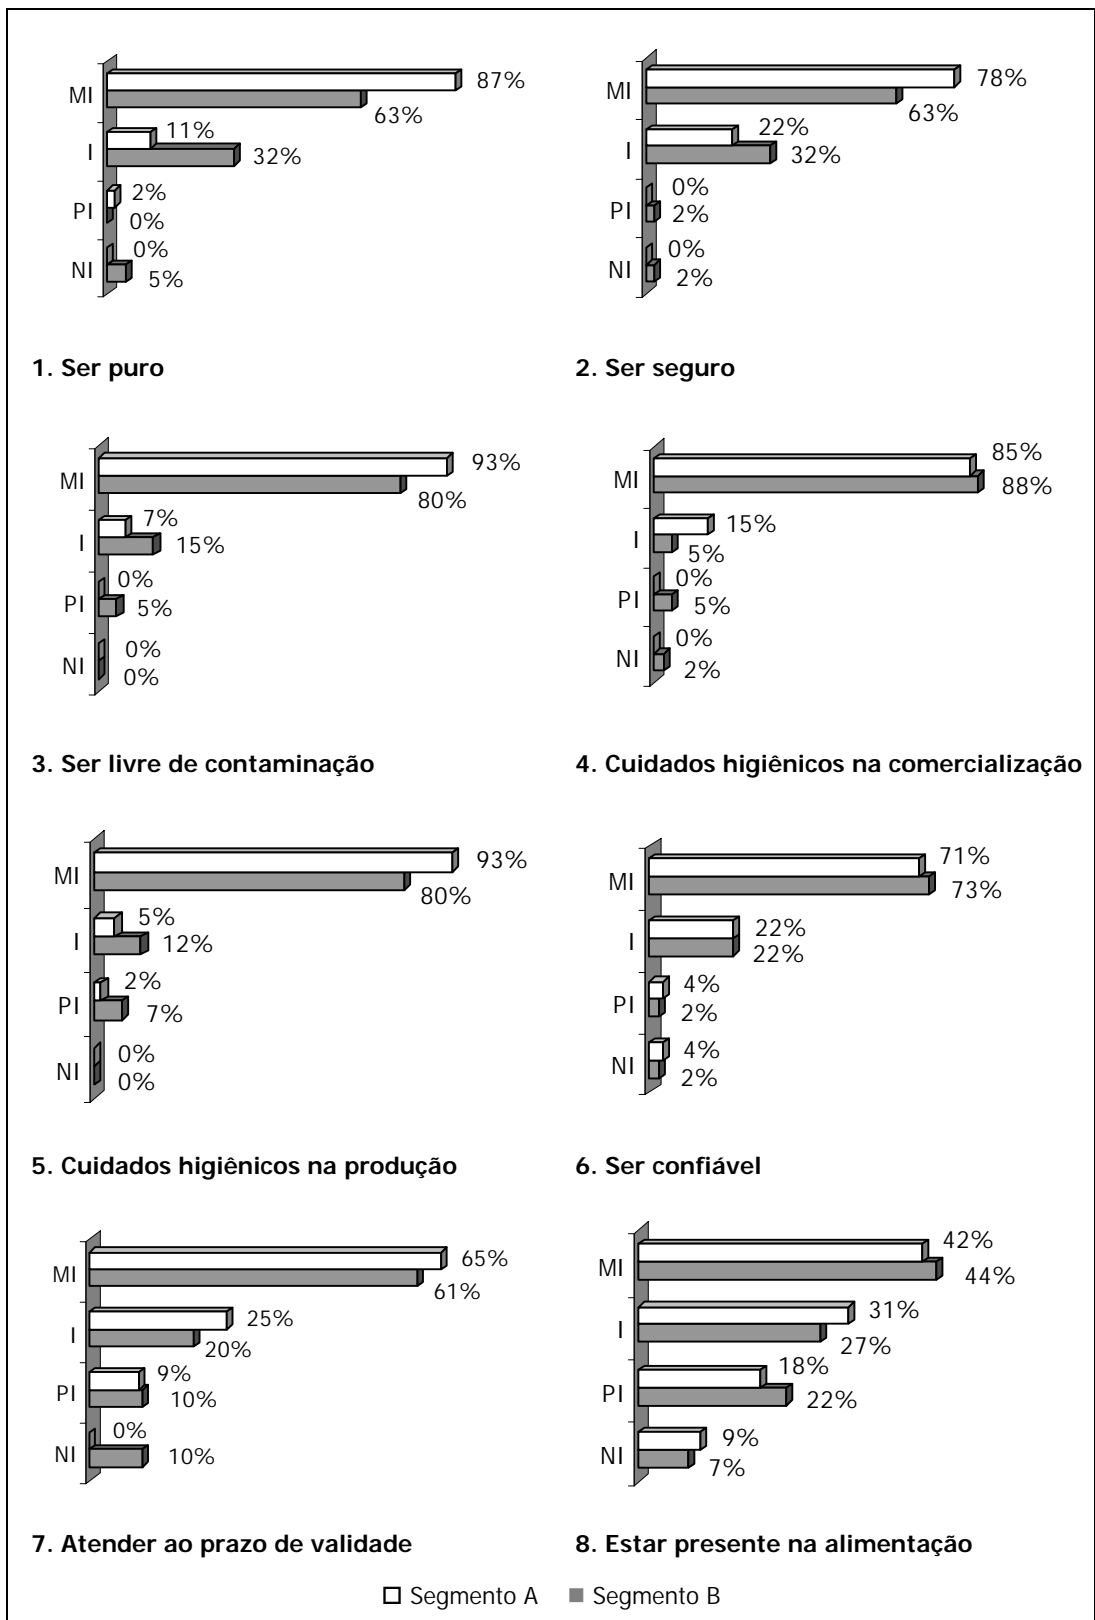 MI 87%
63%
I 11%
32%
PI 2%
0%
NI 0%
5%
1. Ser puro
MI 78%
63%
I 22%
32%
PI 0%
2%
NI 0%
2%
2. Ser seguro
MI 93%
80%
I 7%
15%
PI 0%
5%
NI 0%
0%
3. Ser livre de contaminação
MI 85%
88%
I 15%
5%
PI 0%
5%
NI 0%
2%
4. Cuidados higiênicos na comercialização
MI 93%
80%
I 5%
12%
PI 2%
7%
NI 0%
0%
5. Cuidados higiênicos na produção
MI 71%
73%
I 22%
22%
PI 4%
2%
NI 4%
2%
6. Ser confiável
MI 65%
61%
I 25%
20%
PI 9%
10%
NI 0%
10%
7. Atender ao prazo de validade
MI 42%
44%
I 31%
27%
PI 18%
22%
NI 9%
7%
8. Estar presente na alimentação
Segmento A Segmento B